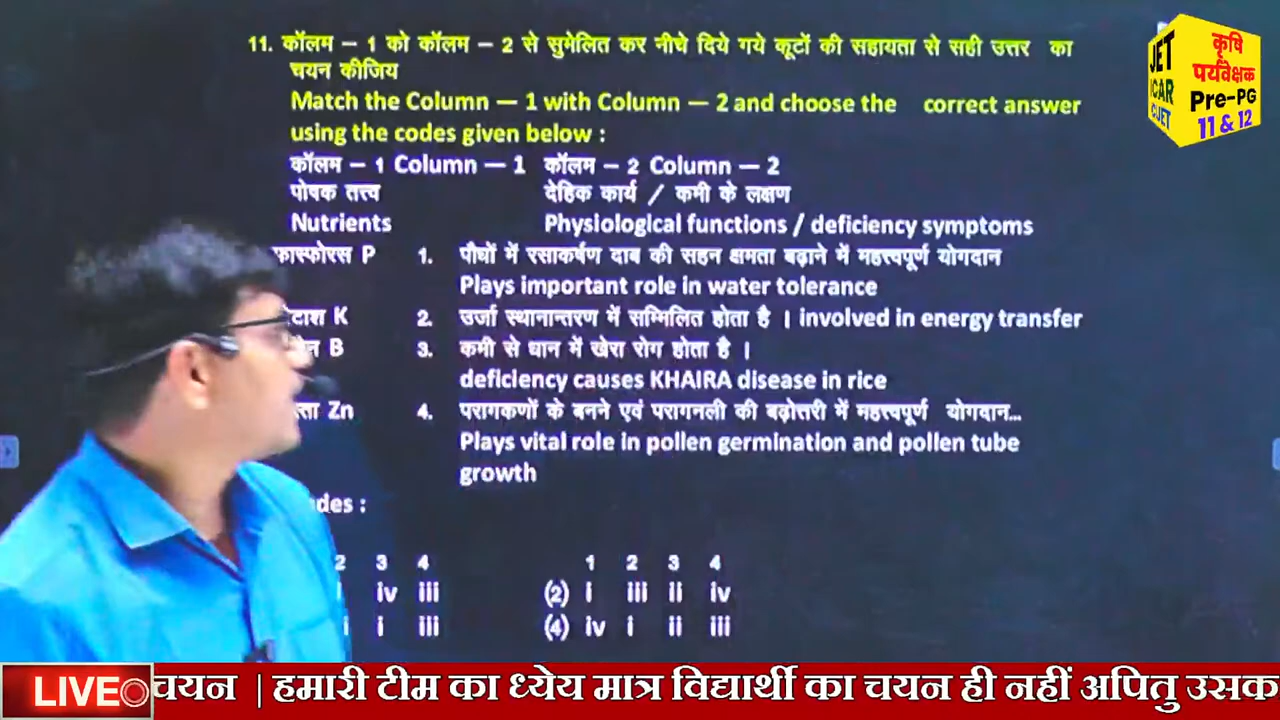 11. कॉलम – 1 को कॉलम – 2 से सुमेलित कर नीचे दिये गये कूटों की सहायता से सही उत्तर का
चयन कीजिय
Match the Column – 1 with Column – 2 and choose the correct answer
using the codes given below :
कॉलम – 1 Column – 1 कॉलम – 2 Column – 2
पोषक तत्त्व देहिक कार्य / कमी के लक्षण
Nutrients Physiological functions / deficiency symptoms
फास्फोरस P 1. पौधों में रसाकर्षण दाब की सहन क्षमता बढ़ाने में महत्त्वपूर्ण योगदान
Plays important role in water tolerance
K 2. उर्जा स्थानान्तरण में सम्मिलित होता है । involved in energy transfer
B 3. कमी से धान में खेरा रोग होता है ।
deficiency causes KHAIRA disease in rice
Zn 4. परागकणों के बनने एवं परागनली की बढ़ोत्तरी में महत्त्वपूर्ण योगदान...
Plays vital role in pollen germination and pollen tube
growth
2 3 4 1 2 3 4
iv iii (2) i iii ii iv
i iii (4) iv i ii iii
JET
ICAR
CUET
कृषि
पर्यवेक्षक
Pre-PG
11 & 12
LIVE चयन | हमारी टीम का ध्येय मात्र विद्यार्थी का चयन ही नहीं अपितु उसक